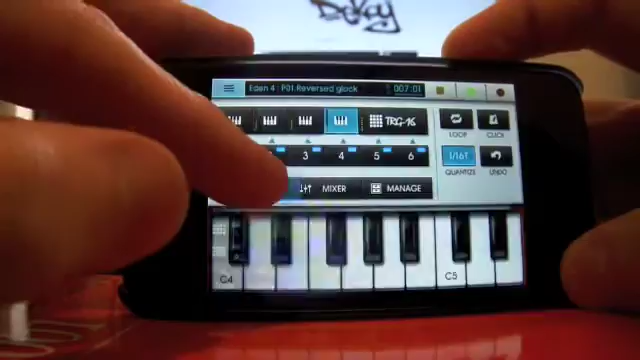 Dekay
Eden 4 | P01.Reversed glock 007:01
TRG-16
LOOP CLICK
3 4 5 6
1/16T
QUANTIZE UNDO
MIXER MANAGE
C4 C5